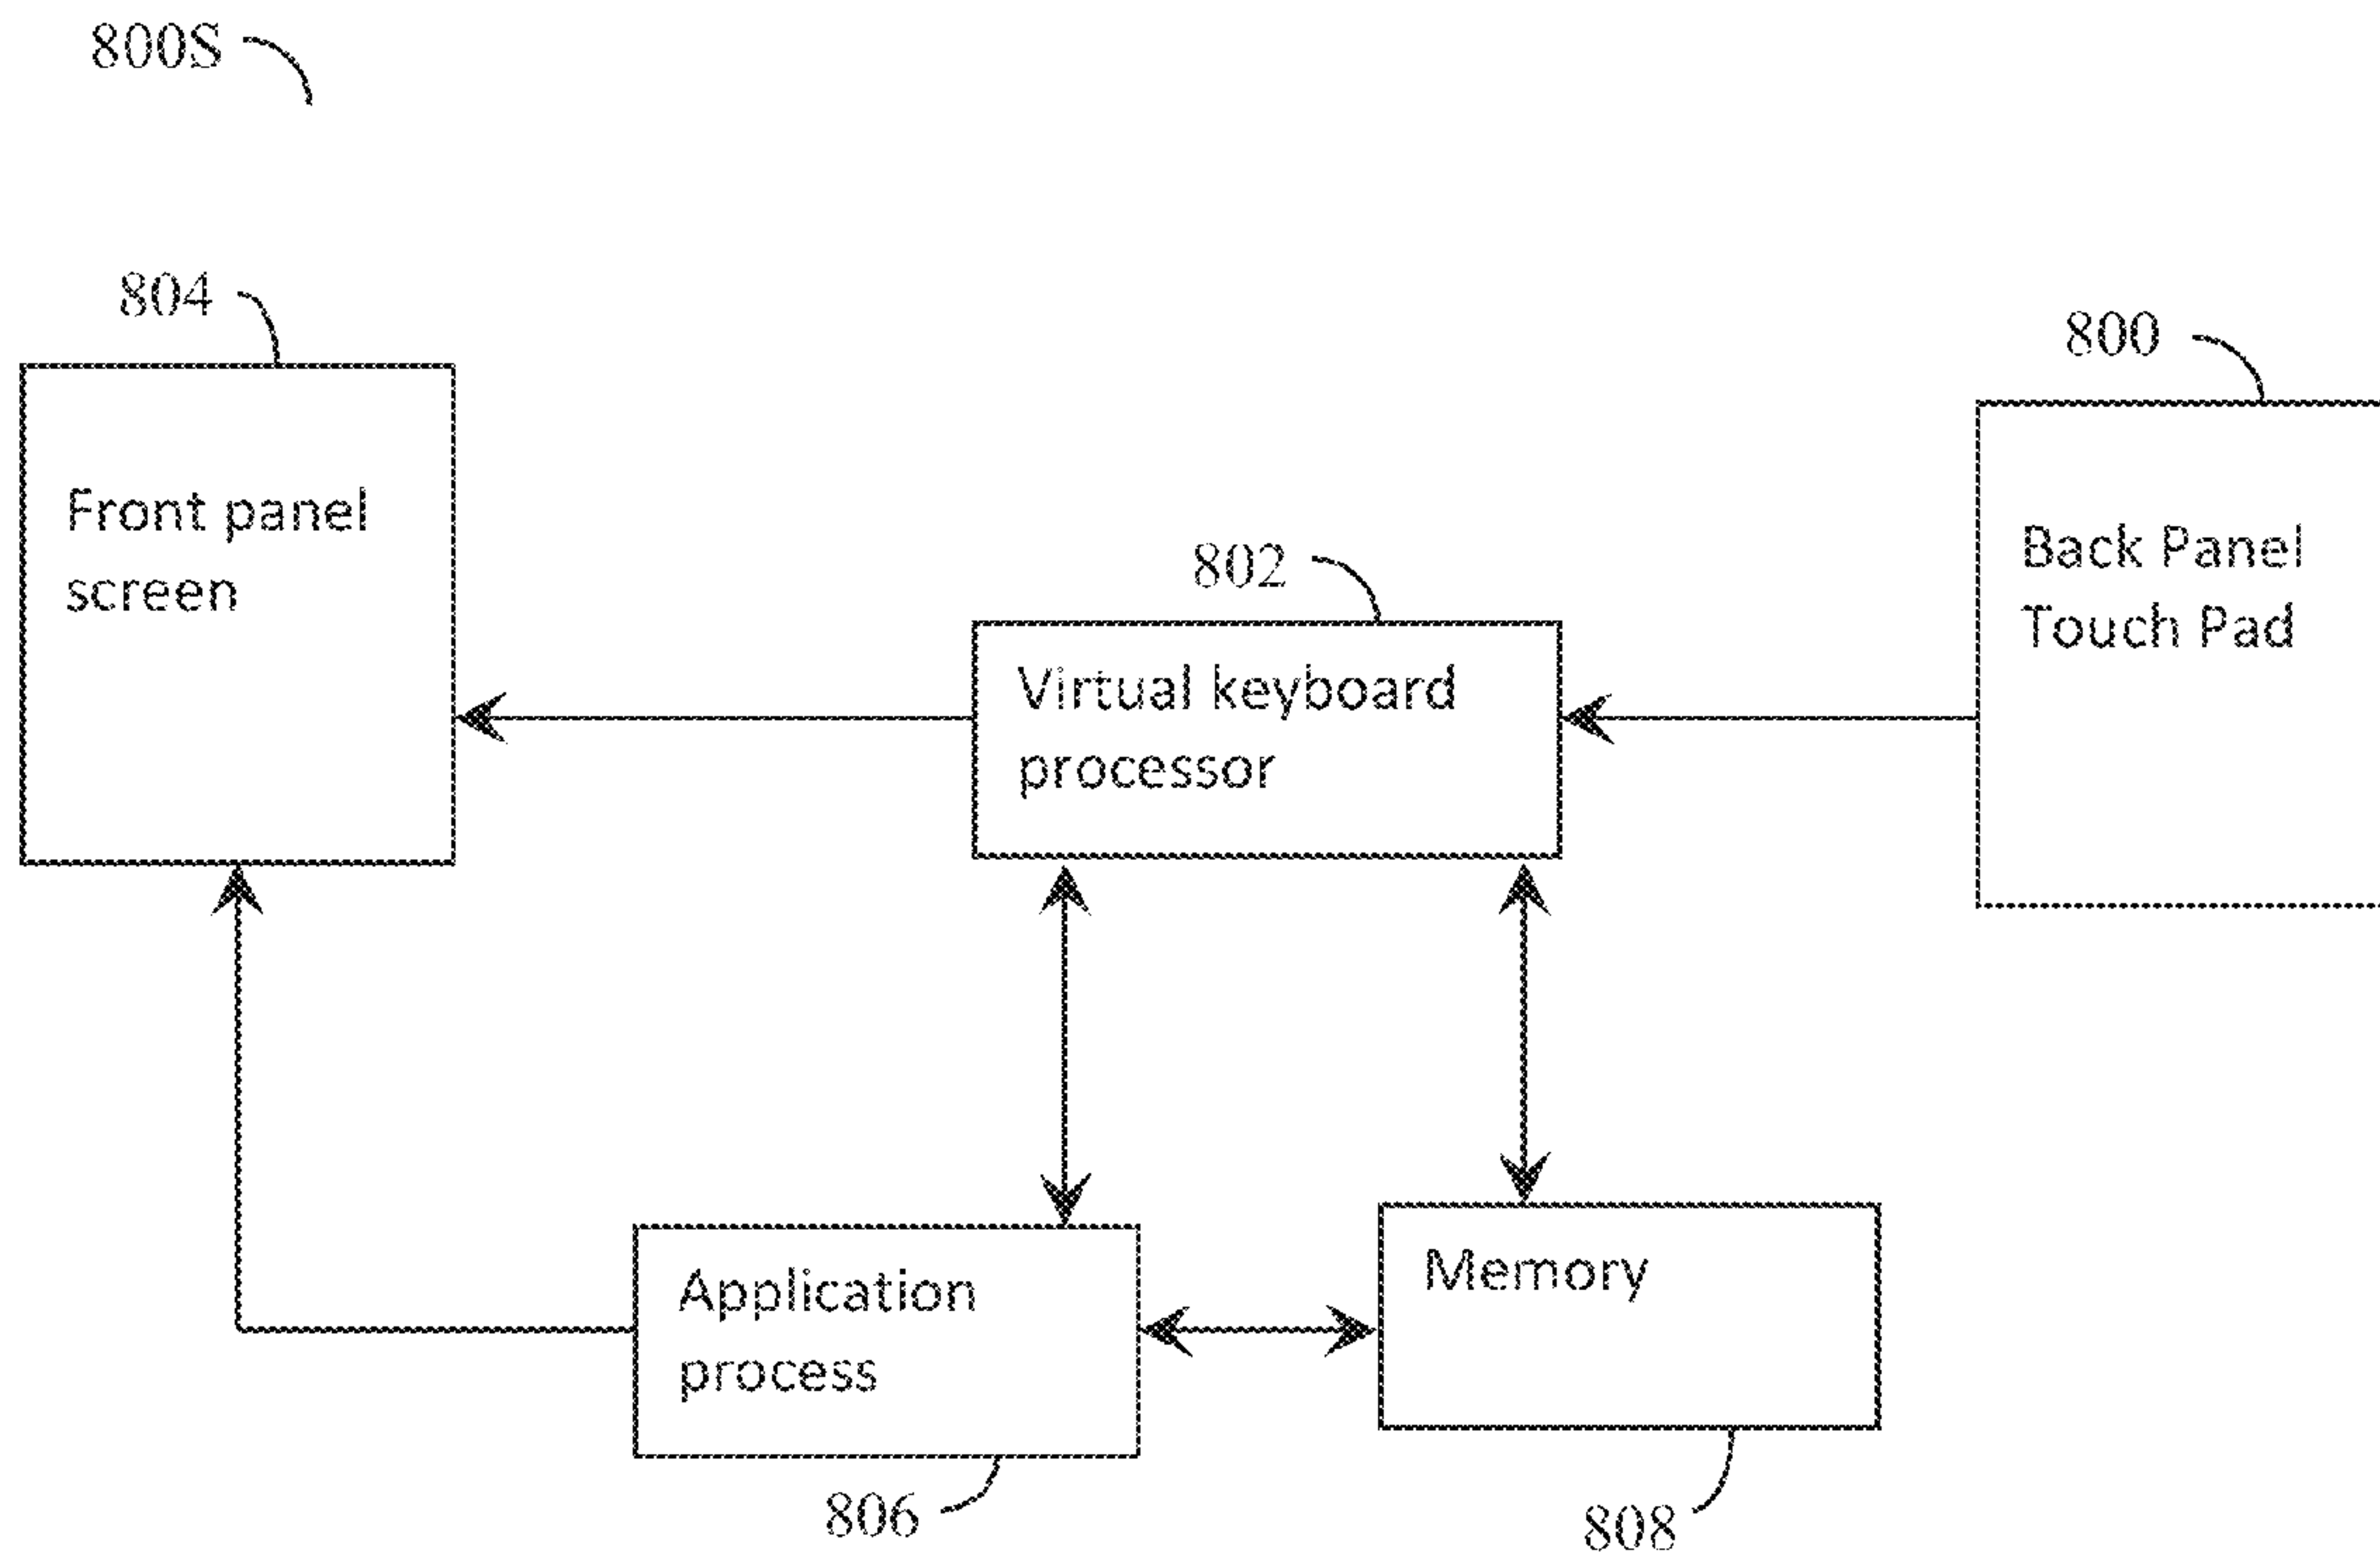 800S
804
Front panel
screen
800
Back Panel
Touch Pad
802
Virtual keyboard
processor
Application
process
806
Memory
808